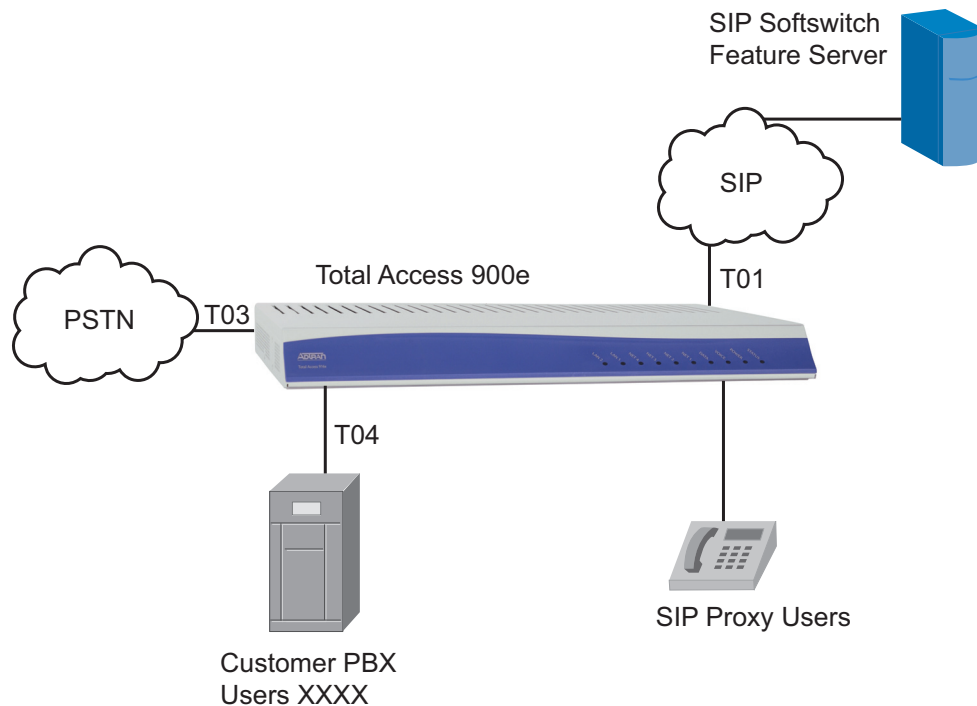 SIP Softswitch
Feature Server
SIP
Total Access 900e
T01
PSTN
T03
ADTRAN
T04
SIP Proxy Users
Customer PBX
Users XXXX